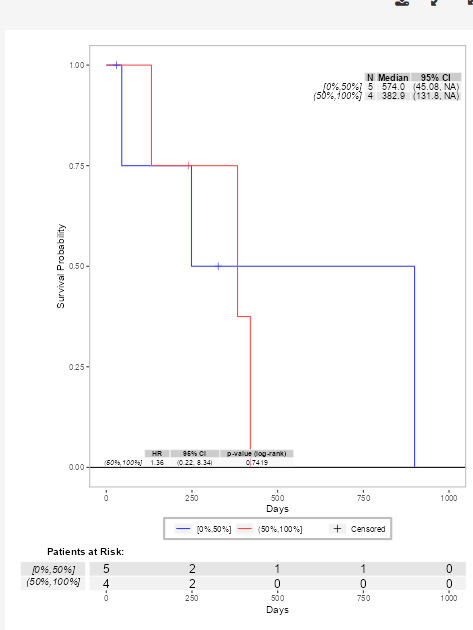 N Median 95% CI
[0%,50%] 5 574.0 (45.08, NA)
(50%,100%] 4 382.9 (131.8, NA)
1.00
0.75
0.50
0.25
0.00
Survival Probability
HR 95% CI p-value (log-rank)
(50%,100%] 1.36 (0.22, 8.34) 0.7419
0 250 500 750 1000
Days
[0%,50%] (50%,100%] Censored
Patients at Risk:
[0%,50%] 5 2 1 1 0
(50%,100%] 4 2 0 0 0
0 250 500 750 1000
Days